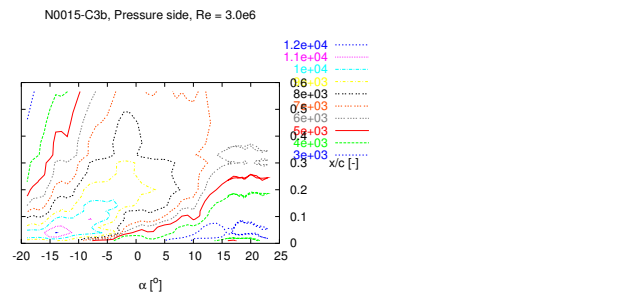 N0015-C3b, Pressure side, Re = 3.0e6
1.2e+04
1.1e+04
1e+04
0.6
8e+03
0.5
6e+03
0.4
5e+03
4e+03
0.3
3e+03
x/c [-]
0.2
0.1
0
-20 -15 -10 -5 0 5 10 15 20 25
α [°]